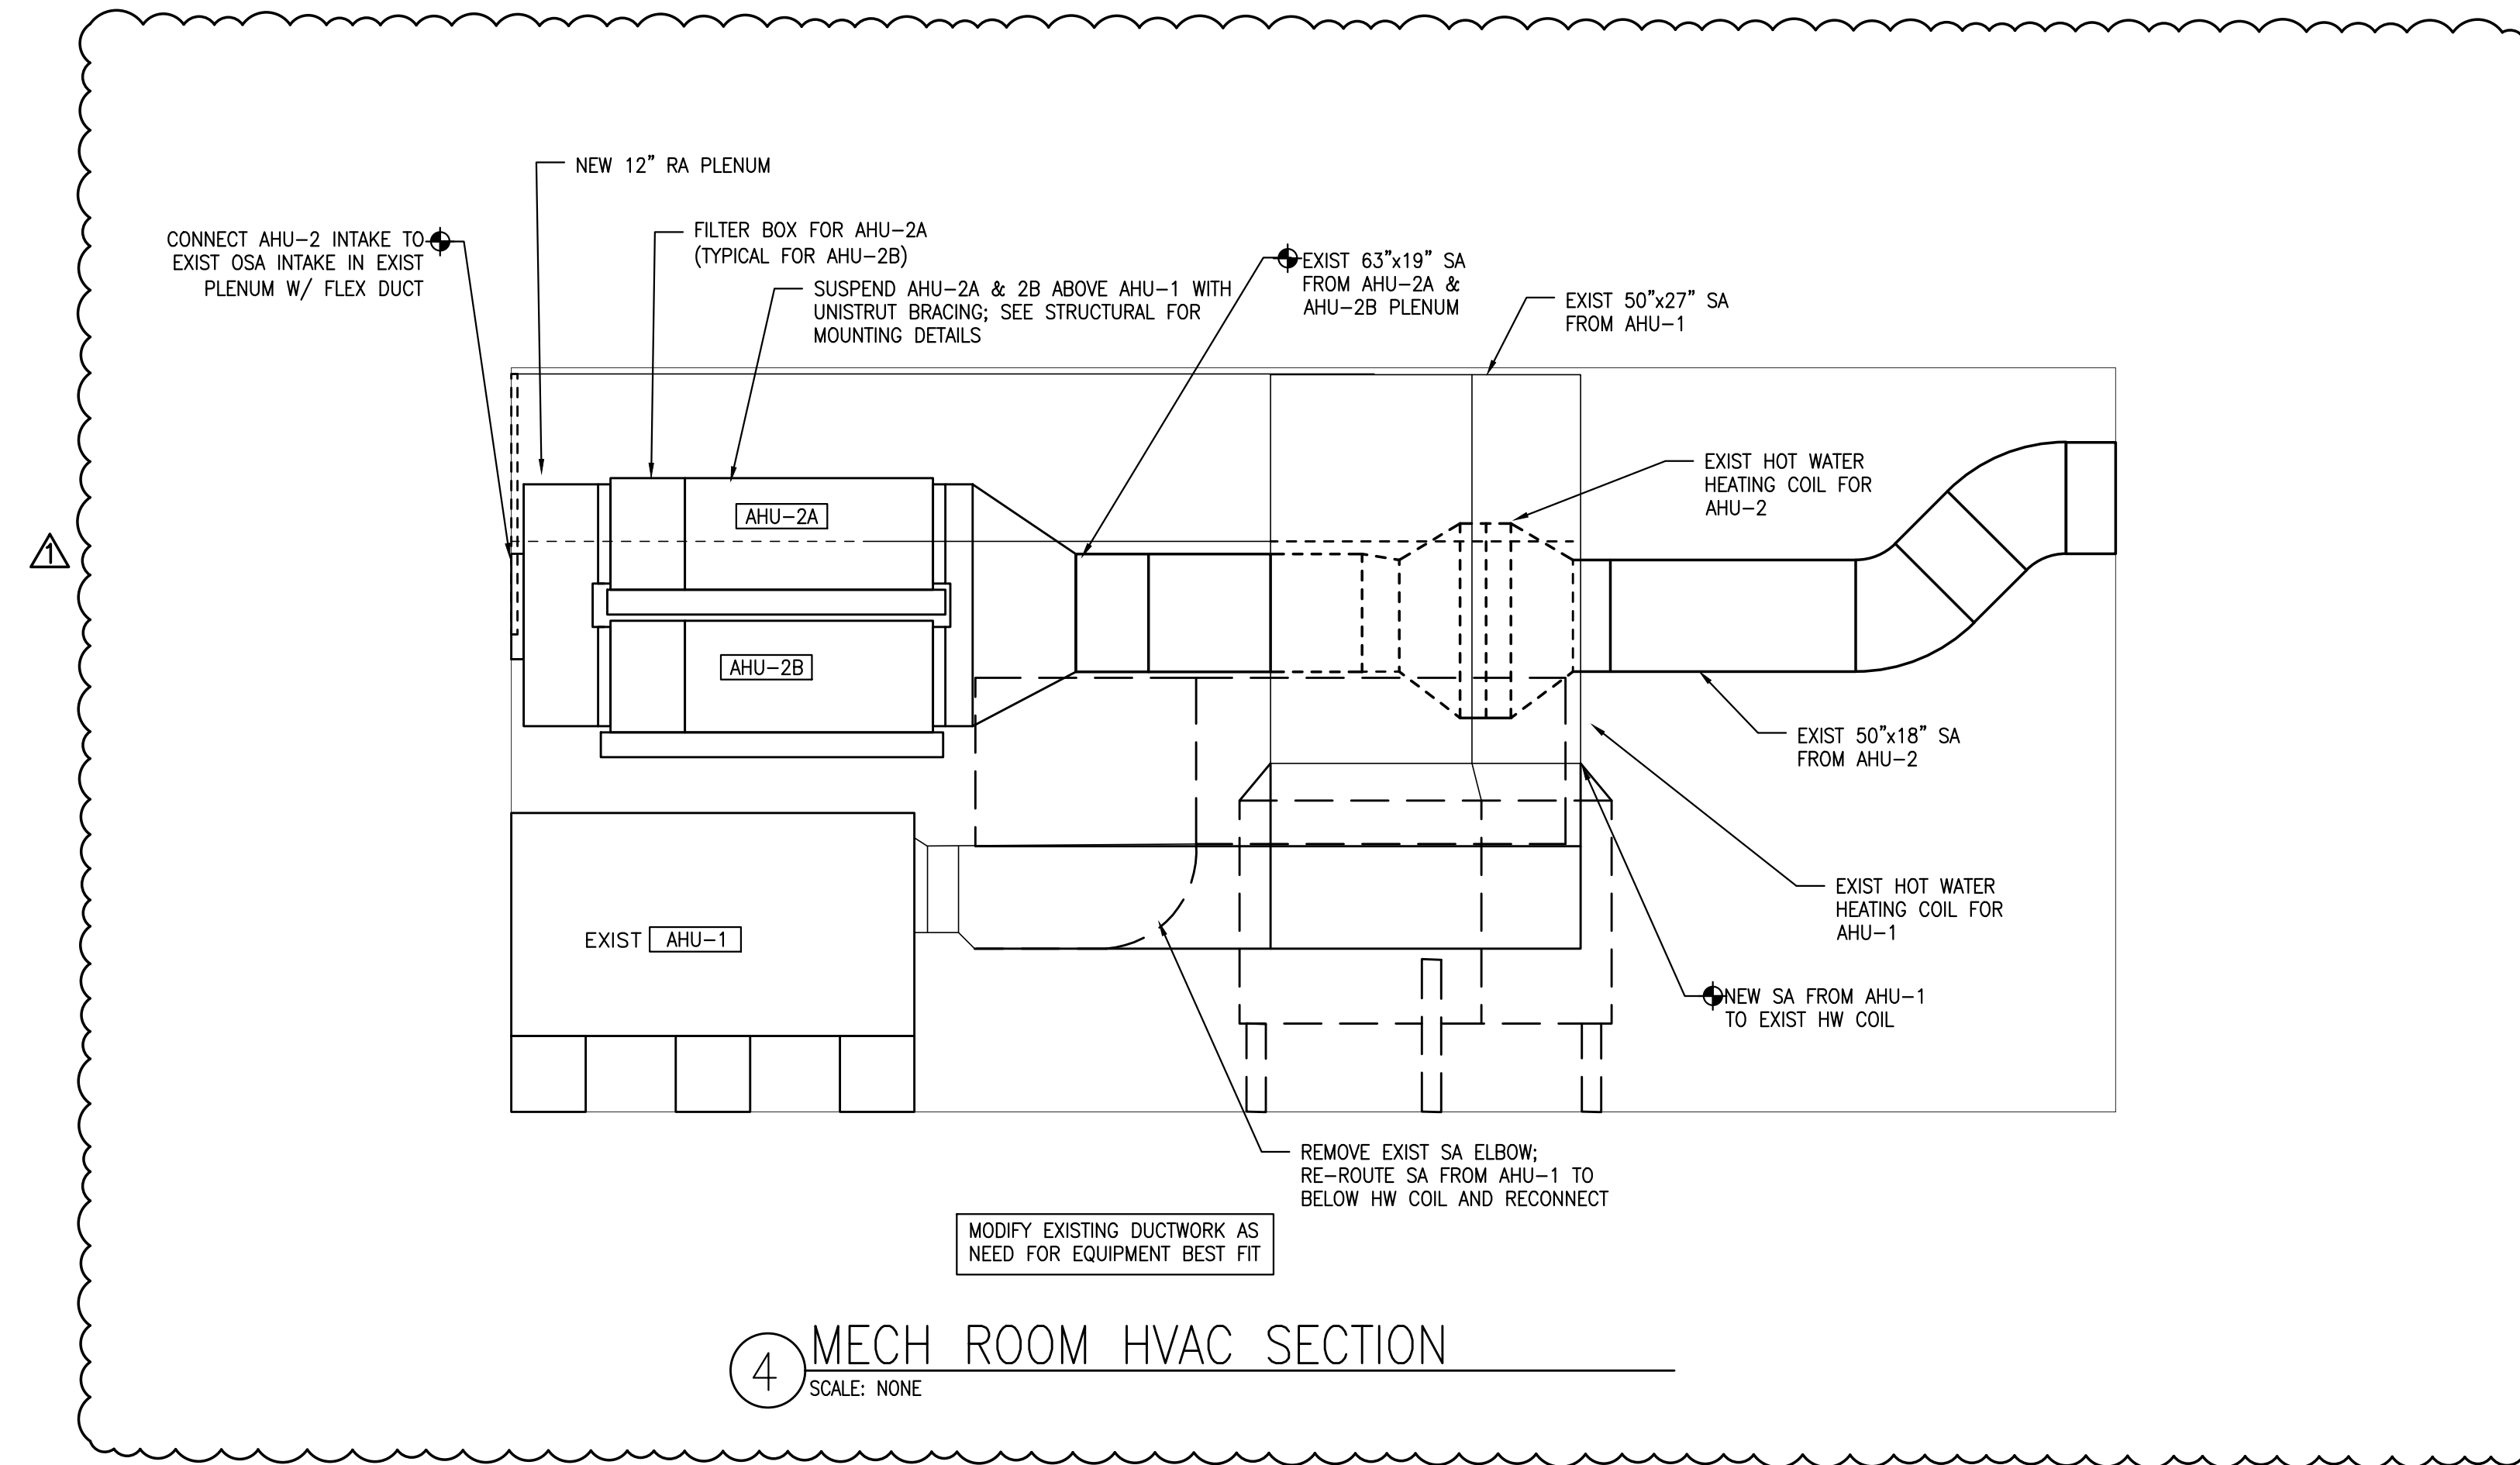 NEW 12" RA PLENUM
CONNECT AHU-2 INTAKE TO
EXIST OSA INTAKE IN EXIST
PLENUM W/ FLEX DUCT
FILTER BOX FOR AHU-2A
(TYPICAL FOR AHU-2B)
SUSPEND AHU-2A & 2B ABOVE AHU-1 WITH
UNISTRUT BRACING; SEE STRUCTURAL FOR
MOUNTING DETAILS
EXIST 63"x19" SA
FROM AHU-2A &
AHU-2B PLENUM
EXIST 50"x27" SA
FROM AHU-1
EXIST HOT WATER
HEATING COIL FOR
AHU-2
AHU-2A
1
AHU-2B
EXIST 50"x18" SA
FROM AHU-2
EXIST HOT WATER
HEATING COIL FOR
AHU-1
EXIST AHU-1
NEW SA FROM AHU-1
TO EXIST HW COIL
REMOVE EXIST SA ELBOW;
RE-ROUTE SA FROM AHU-1 TO
BELOW HW COIL AND RECONNECT
MODIFY EXISTING DUCTWORK AS
NEED FOR EQUIPMENT BEST FIT
4 MECH ROOM HVAC SECTION
SCALE: NONE